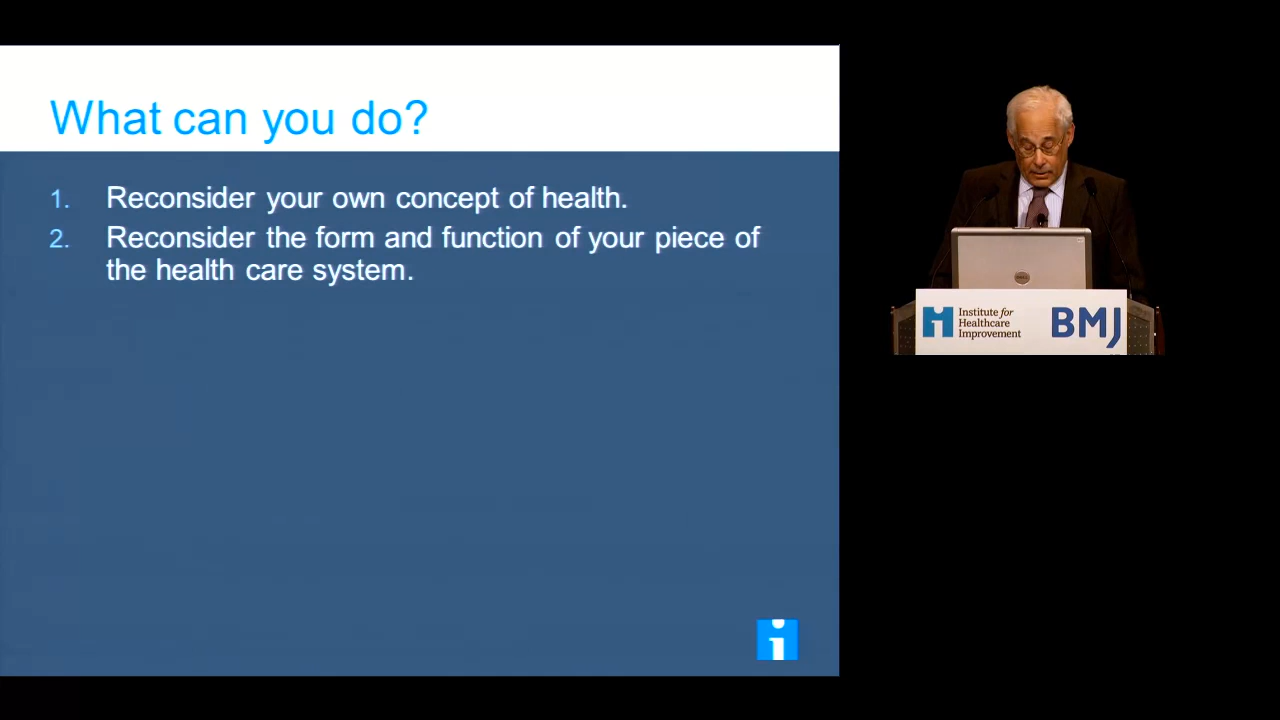 What can you do?
1. Reconsider your own concept of health.
2. Reconsider the form and function of your piece of
the health care system.
Institute for
Healthcare
Improvement
BMJ
DELL